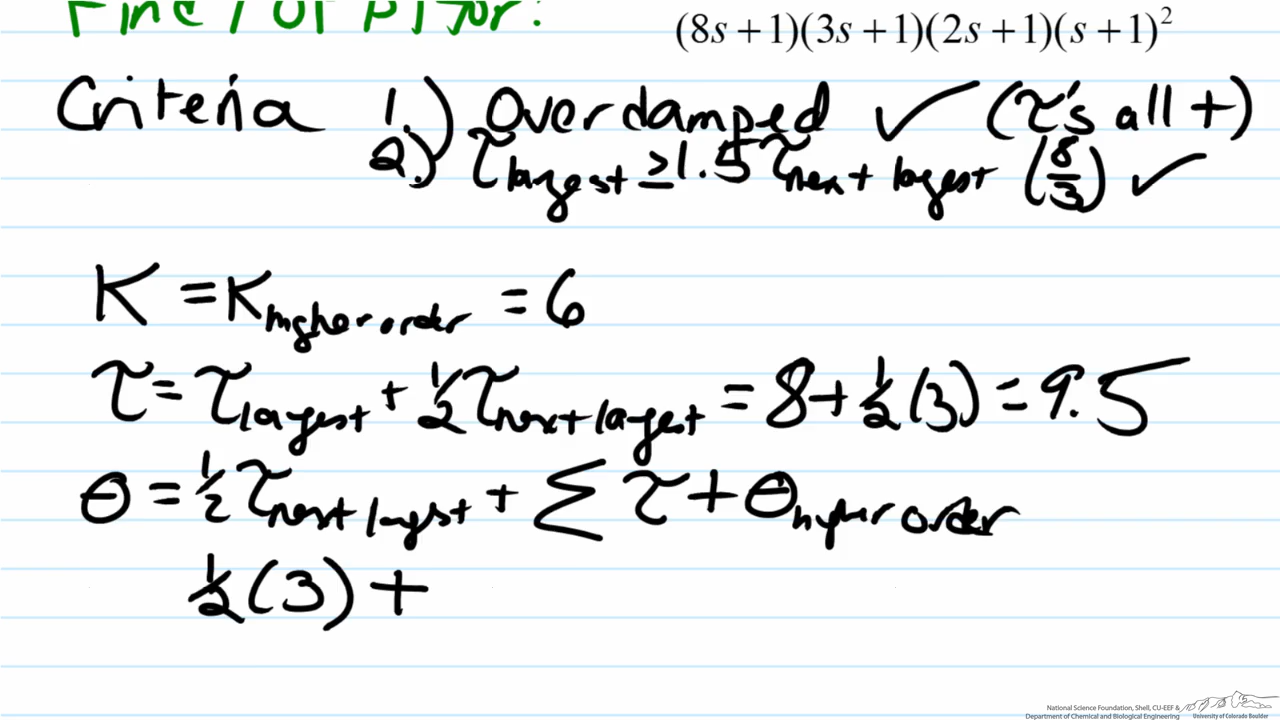 (8s + 1)(3s + 1)(2s + 1)(s + 1)²
Criteria 1.) Overdamped ✓ (τ's all +)
2.) τlargest ≥ 1.5 τnext largest (8/3) ✓
K = Khigher order = 6
τ = τlargest + ½ τnext largest = 8 + ½ (3) = 9.5
θ = ½ τnext largest + Σ τ + θhigher order
½ (3) +
National Science Foundation, Shell, CU-EEF &
Department of Chemical and Biological Engineering
University of Colorado Boulder